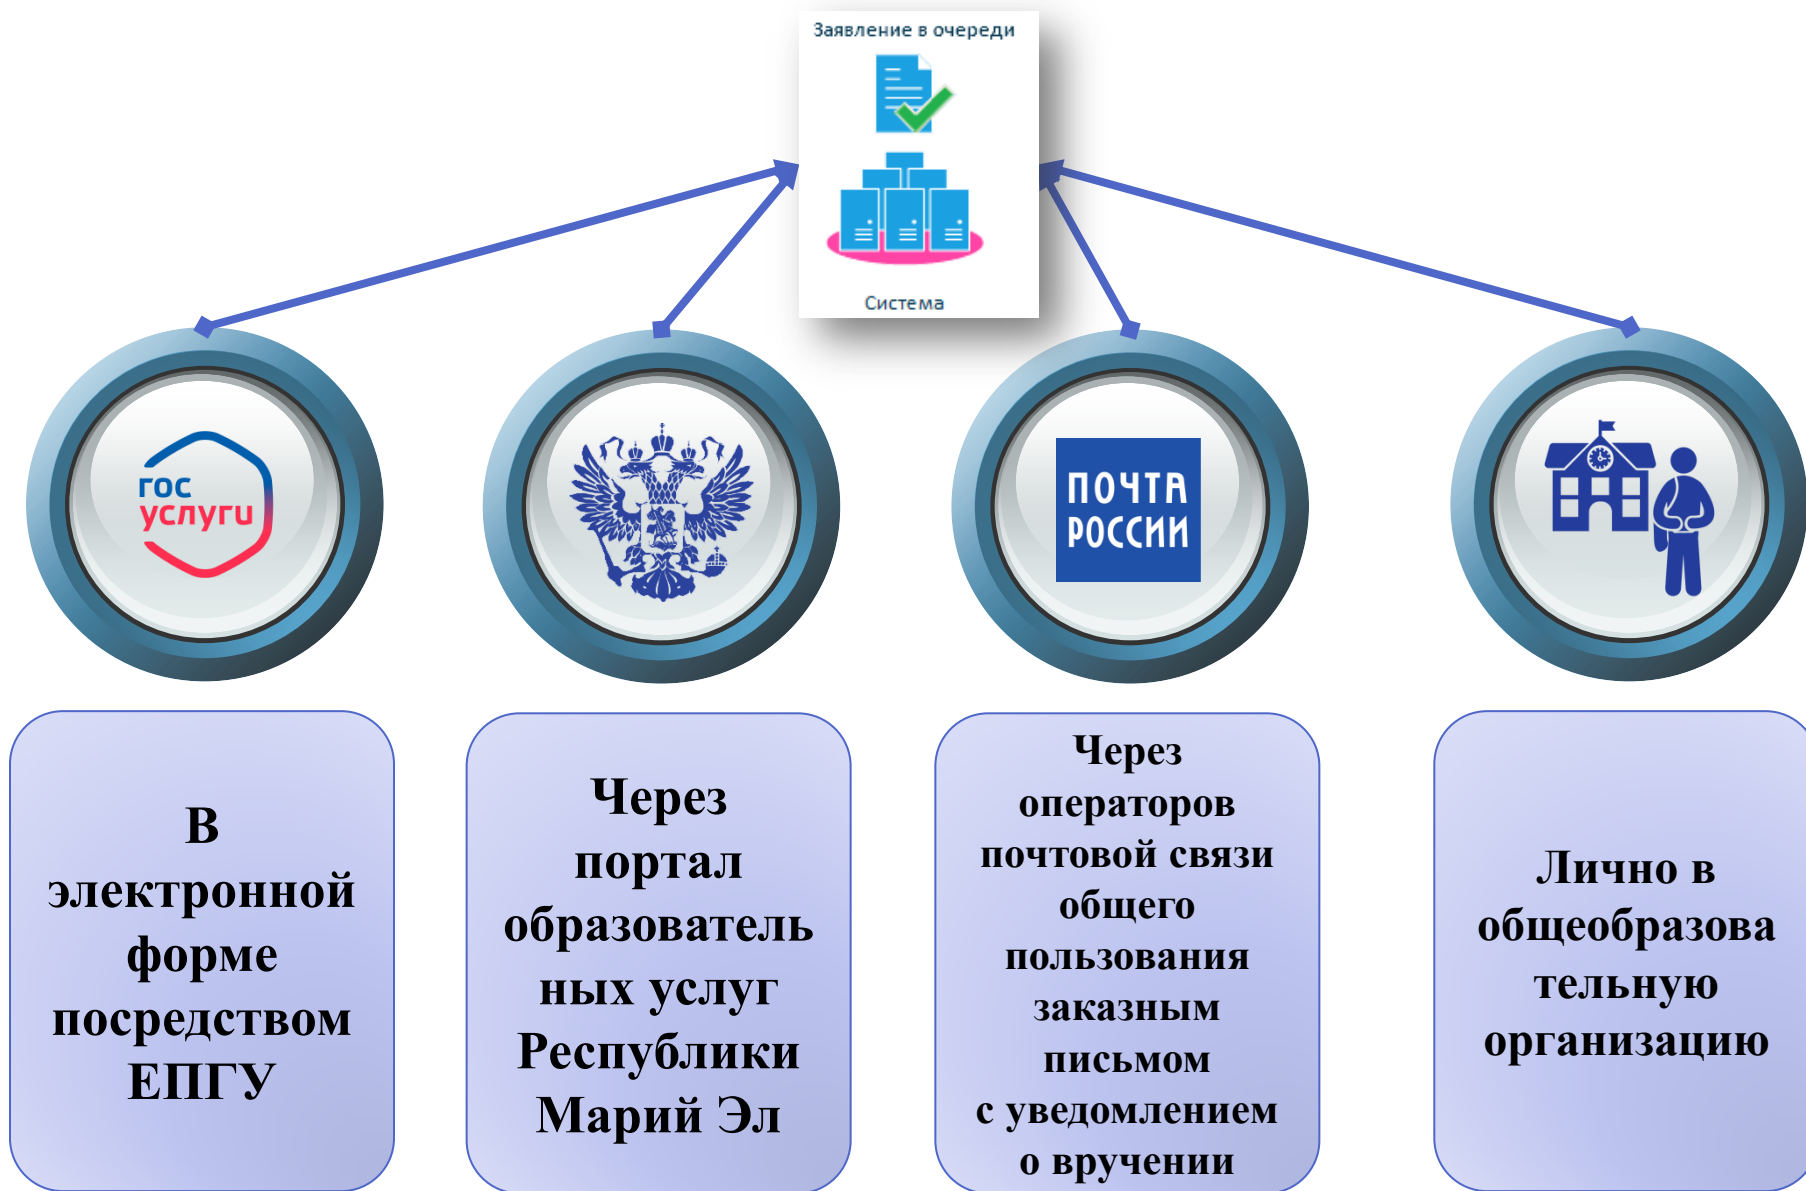 Заявление в очереди
Система
гос
услуги
ПОЧТА
РОССИИ
В
электронной
форме
посредством
ЕПГУ
Через
портал
образователь
ных услуг
Республики
Марий Эл
Через
операторов
почтовой связи
общего
пользования
заказным
письмом
с уведомлением
о вручении
Лично в
общеобразова
тельную
организацию